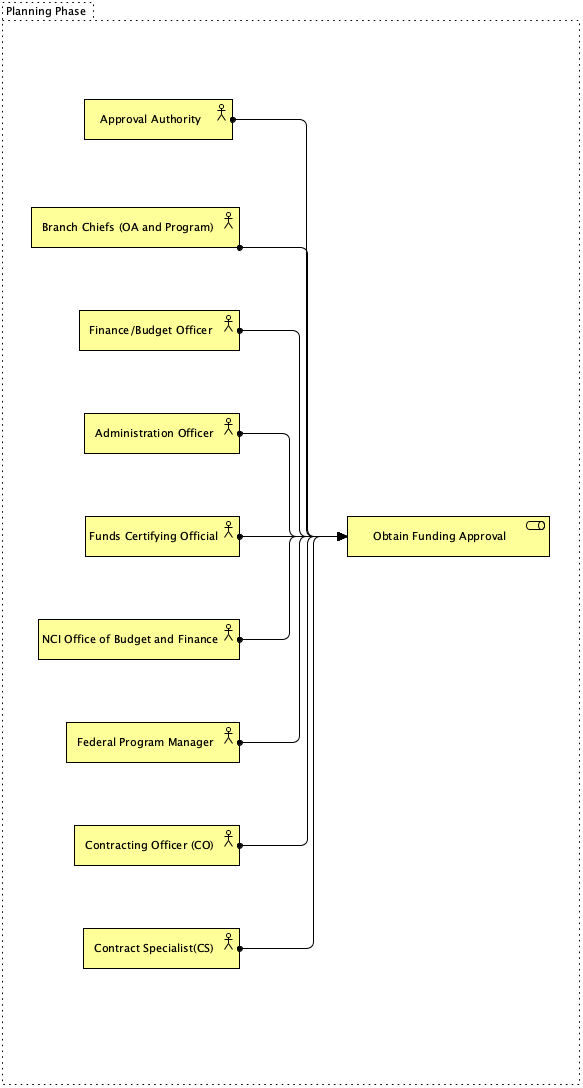 Planning Phase
Approval Authority
Branch Chiefs (OA and Program)
Finance/Budget Officer
Administration Officer
Funds Certifying Official
Obtain Funding Approval
NCI Office of Budget and Finance
Federal Program Manager
Contracting Officer (CO)
Contract Specialist(CS)